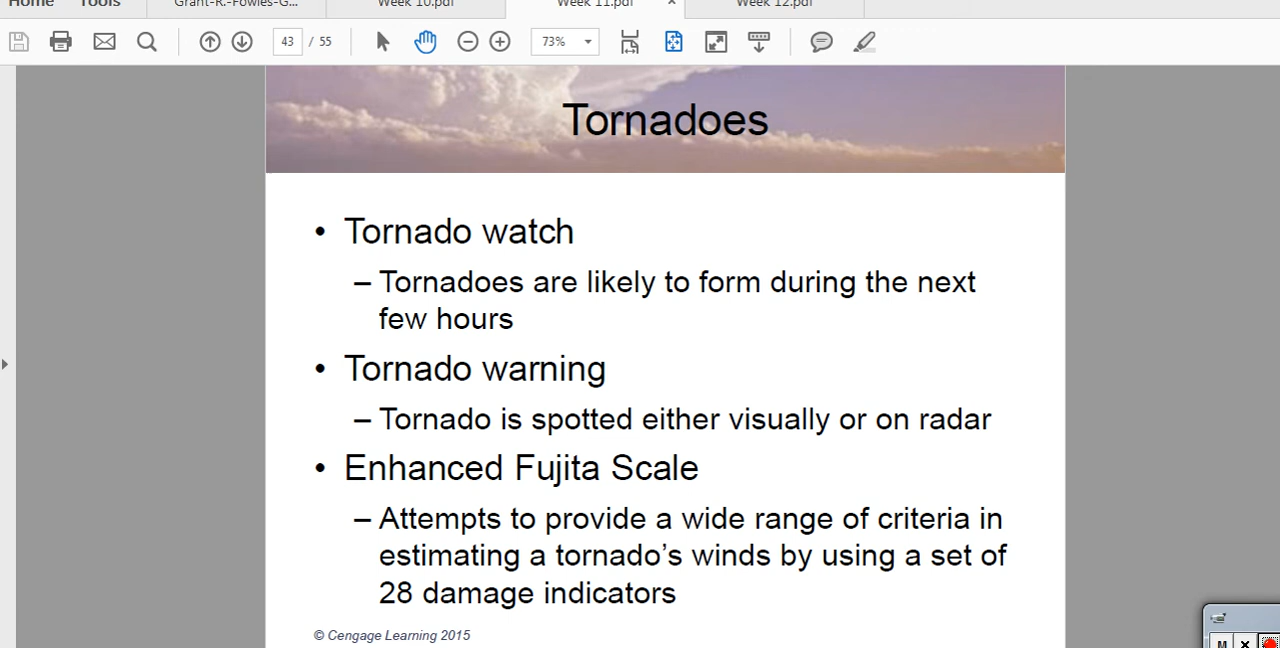 Home Tools Grant-R.-Fowles-G... Week 10.pdf Week 11.pdf × Week 12.pdf
43 / 55 73%
Tornadoes
• Tornado watch
– Tornadoes are likely to form during the next
few hours
• Tornado warning
– Tornado is spotted either visually or on radar
• Enhanced Fujita Scale
– Attempts to provide a wide range of criteria in
estimating a tornado’s winds by using a set of
28 damage indicators
© Cengage Learning 2015
M